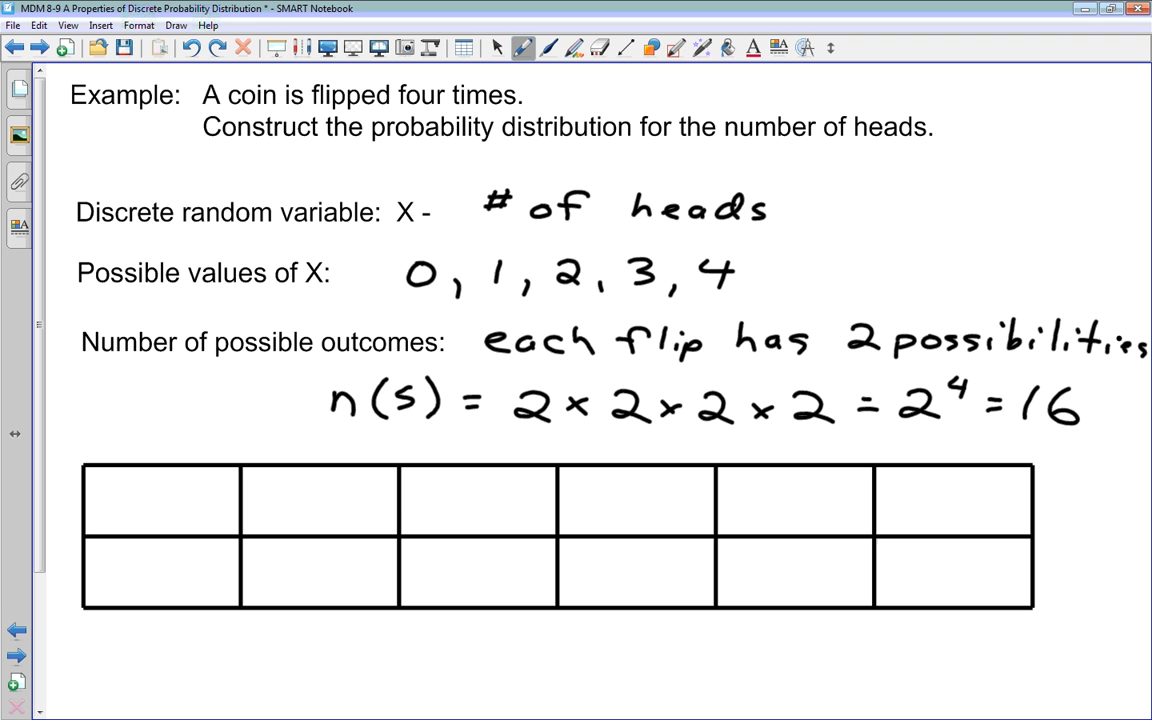 MDM 8-9 A Properties of Discrete Probability Distribution * - SMART Notebook
File Edit View Insert Format Draw Help
Example: A coin is flipped four times.
Construct the probability distribution for the number of heads.
Discrete random variable: X - # of heads
Possible values of X: 0, 1, 2, 3, 4
Number of possible outcomes: each flip has 2 possibilities
n(s) = 2 × 2 × 2 × 2 = 2⁴ = 16